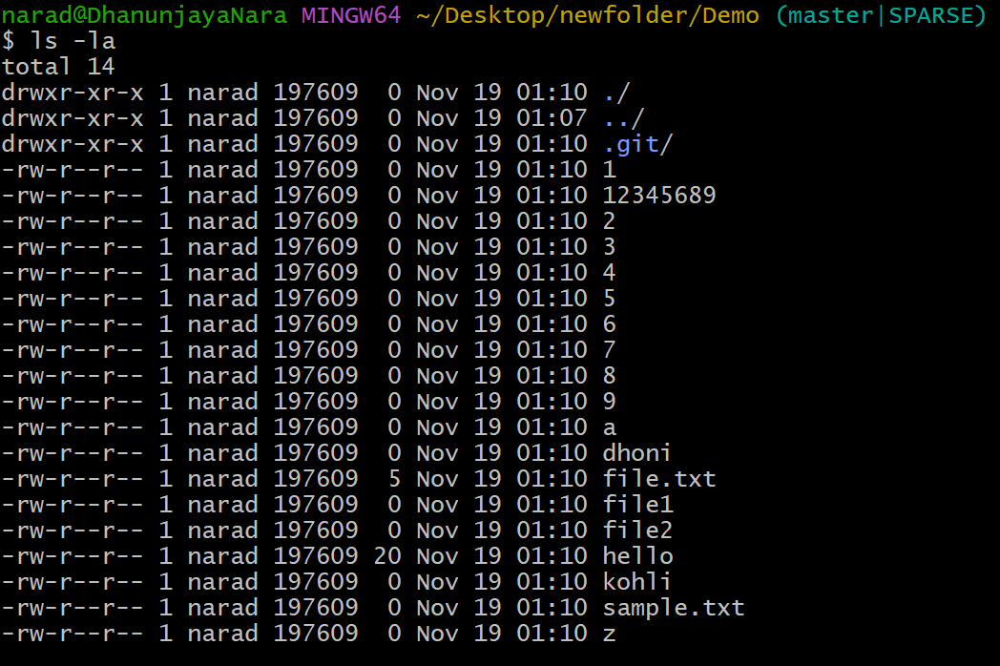 narad@DhanunjayaNara MINGW64 ~/Desktop/newfolder/Demo (master|SPARSE)
$ ls -la
total 14
drwxr-xr-x 1 narad 197609  0 Nov 19 01:10 ./
drwxr-xr-x 1 narad 197609  0 Nov 19 01:07 ../
drwxr-xr-x 1 narad 197609  0 Nov 19 01:10 .git/
-rw-r--r-- 1 narad 197609  0 Nov 19 01:10 1
-rw-r--r-- 1 narad 197609  0 Nov 19 01:10 12345689
-rw-r--r-- 1 narad 197609  0 Nov 19 01:10 2
-rw-r--r-- 1 narad 197609  0 Nov 19 01:10 3
-rw-r--r-- 1 narad 197609  0 Nov 19 01:10 4
-rw-r--r-- 1 narad 197609  0 Nov 19 01:10 5
-rw-r--r-- 1 narad 197609  0 Nov 19 01:10 6
-rw-r--r-- 1 narad 197609  0 Nov 19 01:10 7
-rw-r--r-- 1 narad 197609  0 Nov 19 01:10 8
-rw-r--r-- 1 narad 197609  0 Nov 19 01:10 9
-rw-r--r-- 1 narad 197609  0 Nov 19 01:10 a
-rw-r--r-- 1 narad 197609  0 Nov 19 01:10 dhoni
-rw-r--r-- 1 narad 197609  5 Nov 19 01:10 file.txt
-rw-r--r-- 1 narad 197609  0 Nov 19 01:10 file1
-rw-r--r-- 1 narad 197609  0 Nov 19 01:10 file2
-rw-r--r-- 1 narad 197609 20 Nov 19 01:10 hello
-rw-r--r-- 1 narad 197609  0 Nov 19 01:10 kohli
-rw-r--r-- 1 narad 197609  0 Nov 19 01:10 sample.txt
-rw-r--r-- 1 narad 197609  0 Nov 19 01:10 z